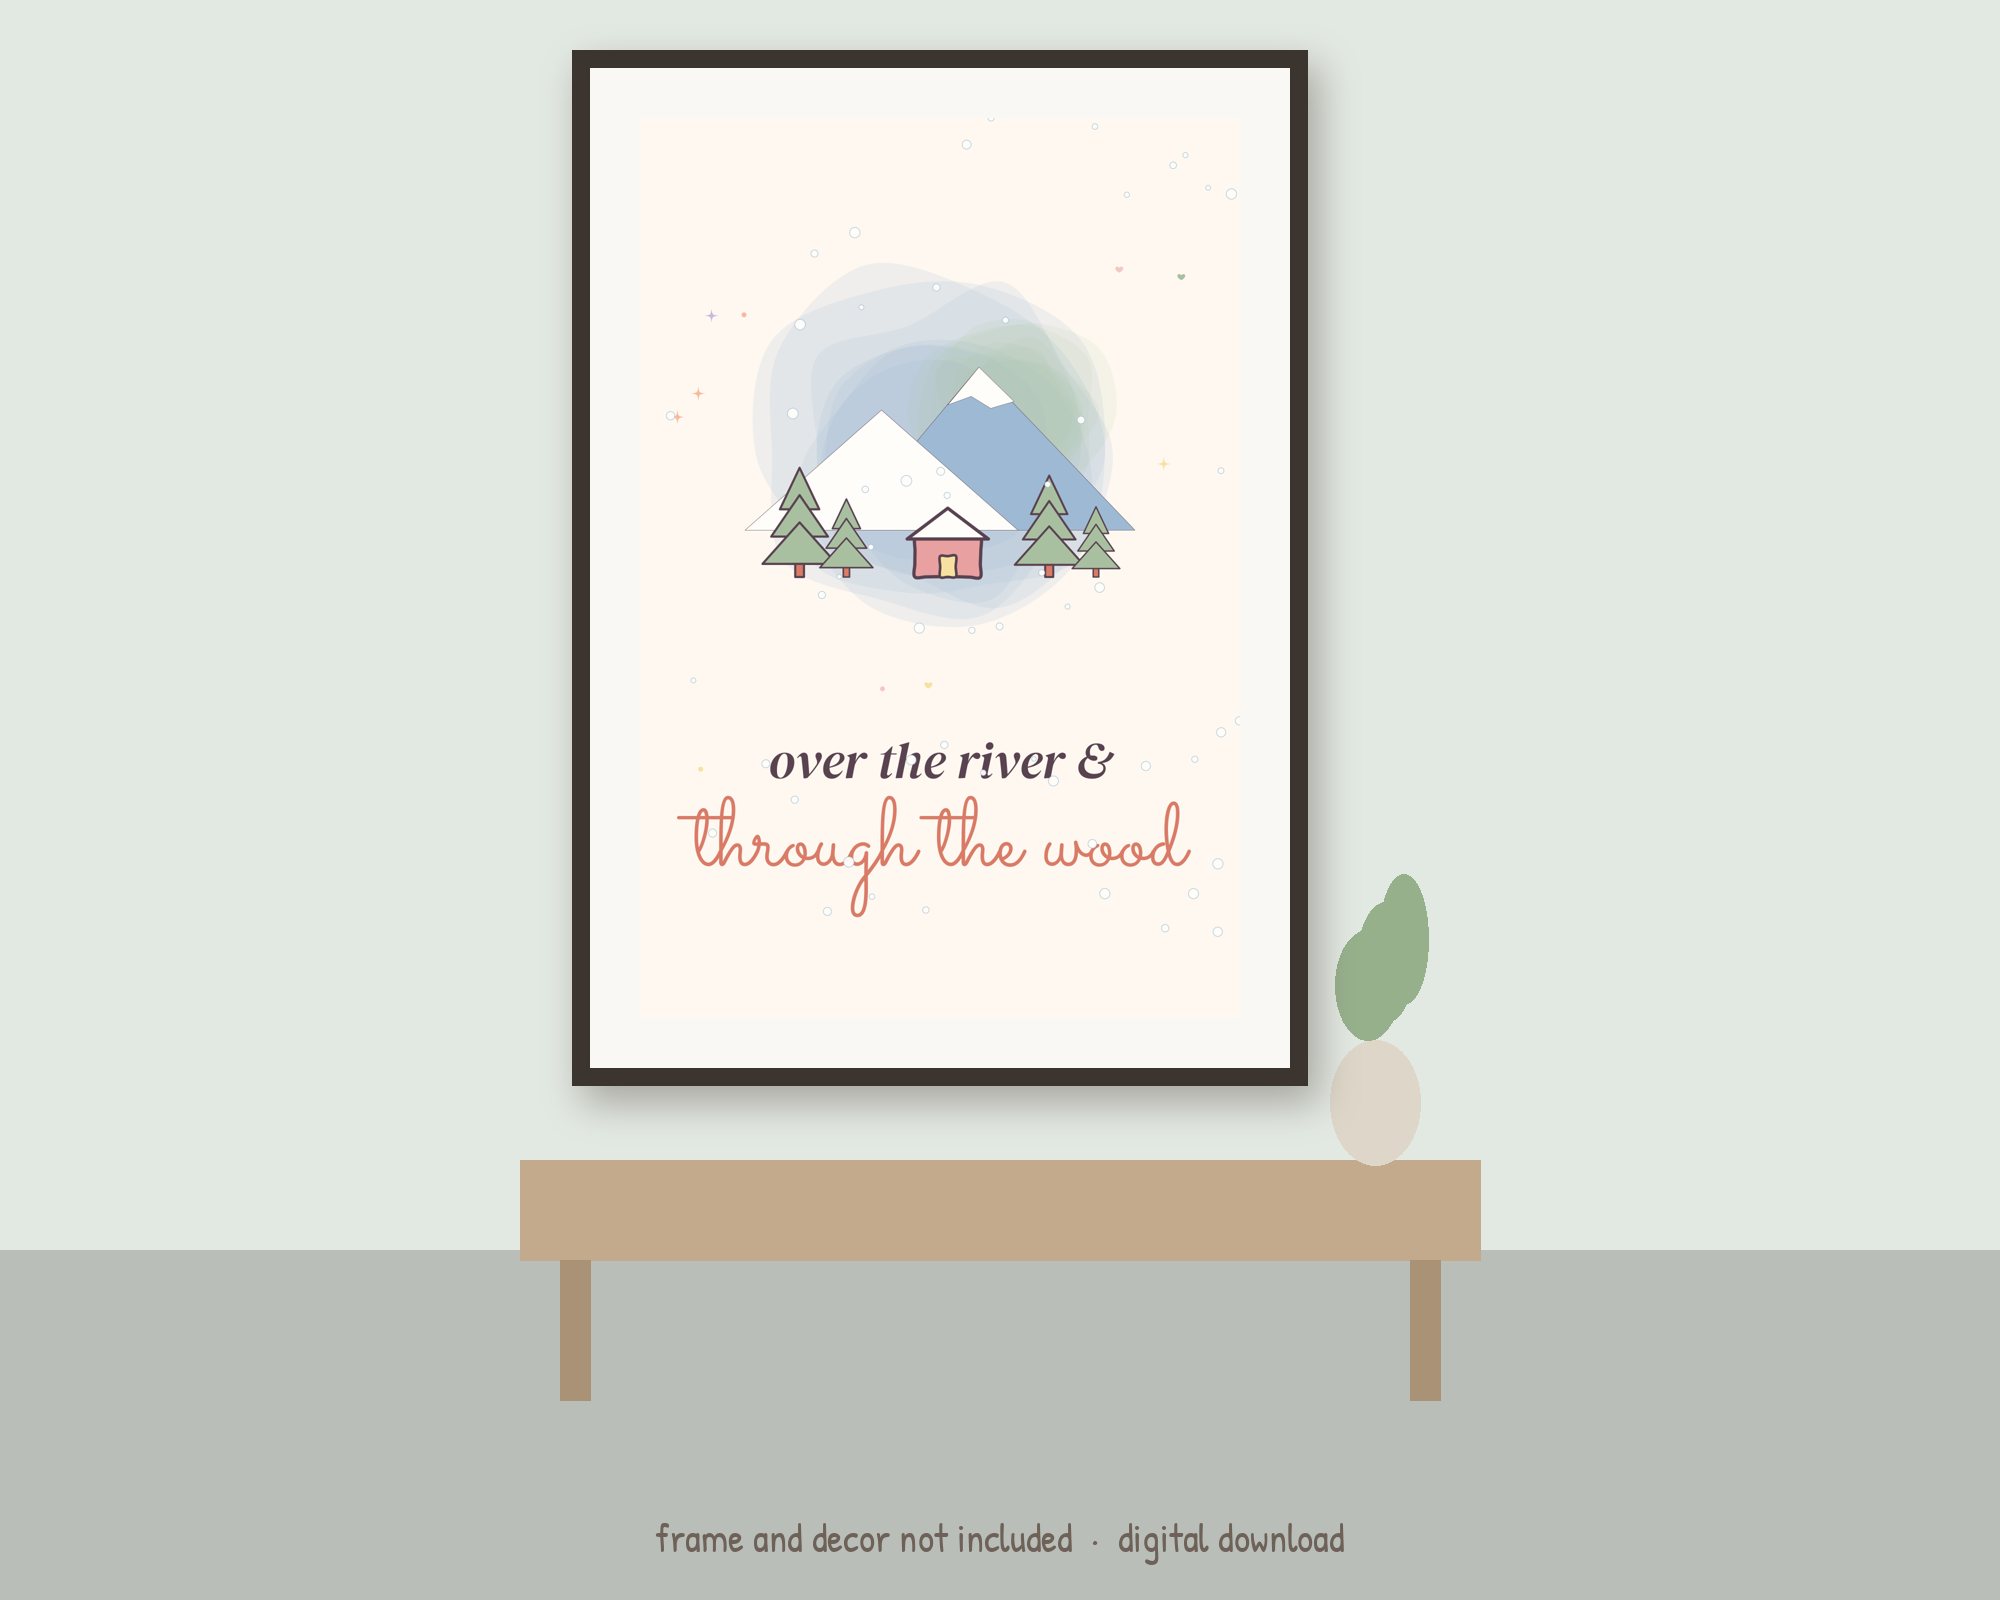 over the river &
through the wood
frame and decor not included · digital download